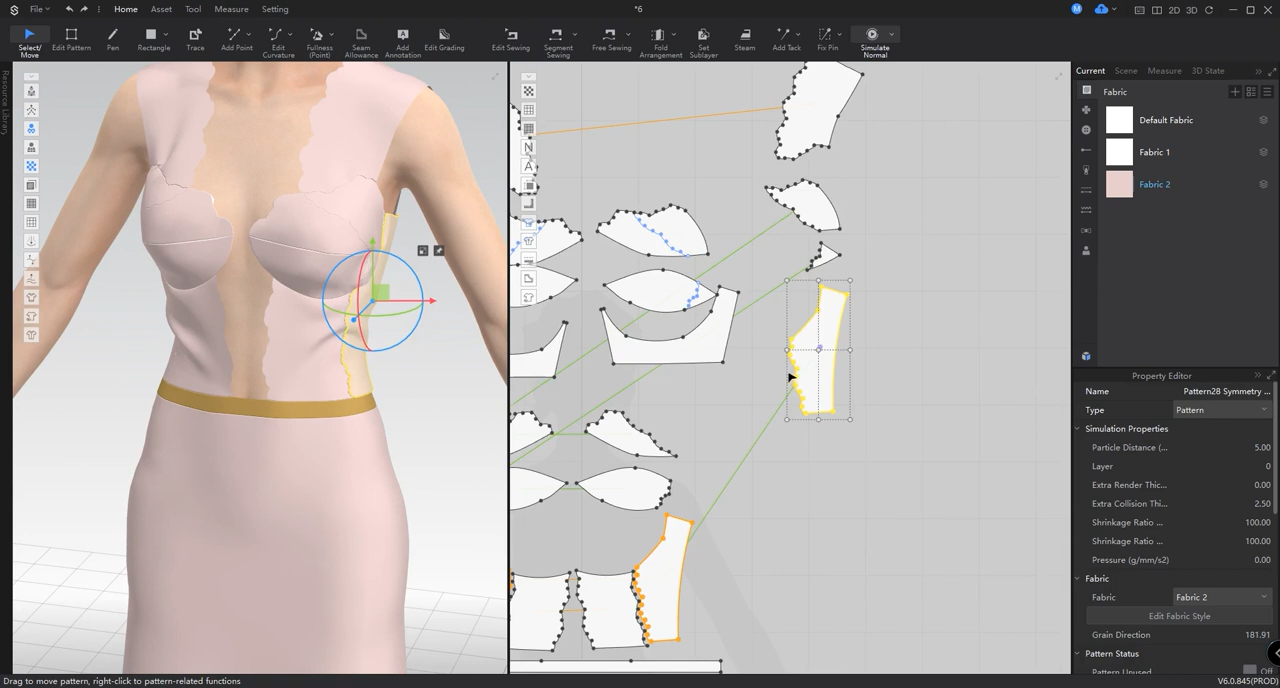 File
Home
Asset
Tool
Measure
Setting
*6
M
2D
3D
Select/
Move
Edit Pattern
Pen
Rectangle
Trace
Add Point
Edit
Curvature
Fullness
(Point)
Seam
Allowance
Add
Annotation
Edit Grading
Edit Sewing
Segment
Sewing
Free Sewing
Fold
Arrangement
Set
Sublayer
Steam
Add Tack
Fix Pin
Simulate
Normal
Resource Library
N
A
Current
Scene
Measure
3D State
Fabric
Default Fabric
Fabric 1
Fabric 2
Property Editor
Name
Pattern28 Symmetry ...
Type
Pattern
Simulation Properties
Particle Distance (...
5.00
Layer
0
Extra Render Thic...
0.00
Extra Collision Thi...
2.50
Shrinkage Ratio ...
100.00
Shrinkage Ratio ...
100.00
Pressure (g/mm/s2)
0.00
Fabric
Fabric
Fabric 2
Edit Fabric Style
Grain Direction
181.91
Pattern Status
Pattern Unused
Off
Drag to move pattern, right-click to pattern-related functions
V6.0.845(PROD)